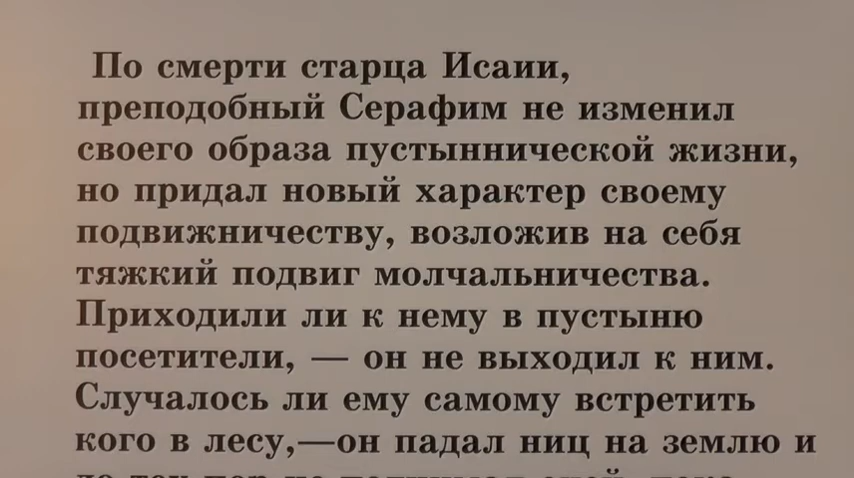 По смерти старца Исаии,
преподобный Серафим не изменил
своего образа пустыннической жизни,
но придал новый характер своему
подвижничеству, возложив на себя
тяжкий подвиг молчальничества.
Приходили ли к нему в пустыню
посетители, — он не выходил к ним.
Случалось ли ему самому встретить
кого в лесу,—он падал ниц на землю и